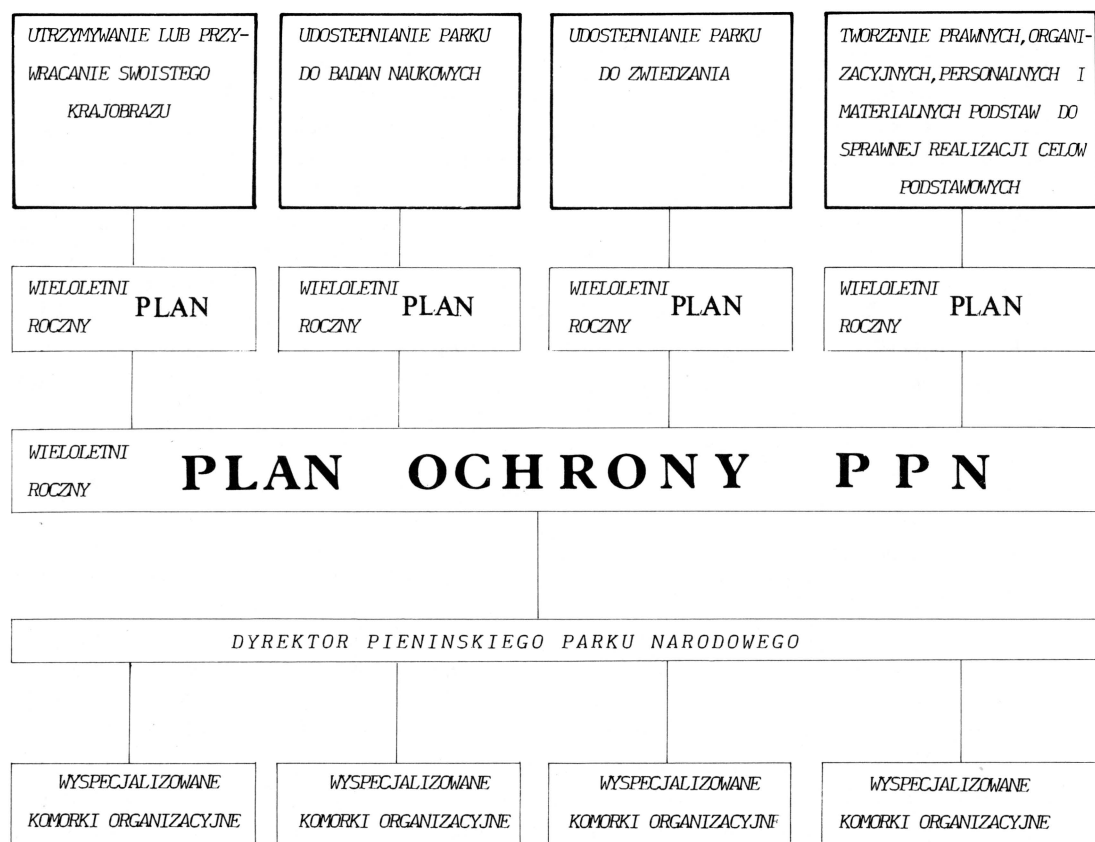 UTRZYMYWANIE LUB PRZY-
WRACANIE SWOISTEGO
KRAJOBRAZU
UDOSTEPNIANIE PARKU
DO BADAN NAUKOWYCH
UDOSTEPNIANIE PARKU
DO ZWIEDZANIA
TWORZENIE PRAWNYCH,ORGANI-
ZACYJNYCH,PERSONALNYCH I
MATERIALNYCH PODSTAW DO
SPRAWNEJ REALIZACJI CELOW
PODSTAWOWYCH
WIELOLETNI
PLAN
ROCZNY
WIELOLETNI
PLAN
ROCZNY
WIELOLETNI
PLAN
ROCZNY
WIELOLETNI
PLAN
ROCZNY
WIELOLETNI
PLAN OCHRONY PPN
ROCZNY
DYREKTOR PIENINSKIEGO PARKU NARODOWEGO
WYSPECJALIZOWANE
KOMORKI ORGANIZACYJNE
WYSPECJALIZOWANE
KOMORKI ORGANIZACYJNE
WYSPECJALIZOWANE
KOMORKI ORGANIZACYJNE
WYSPECJALIZOWANE
KOMORKI ORGANIZACYJNE